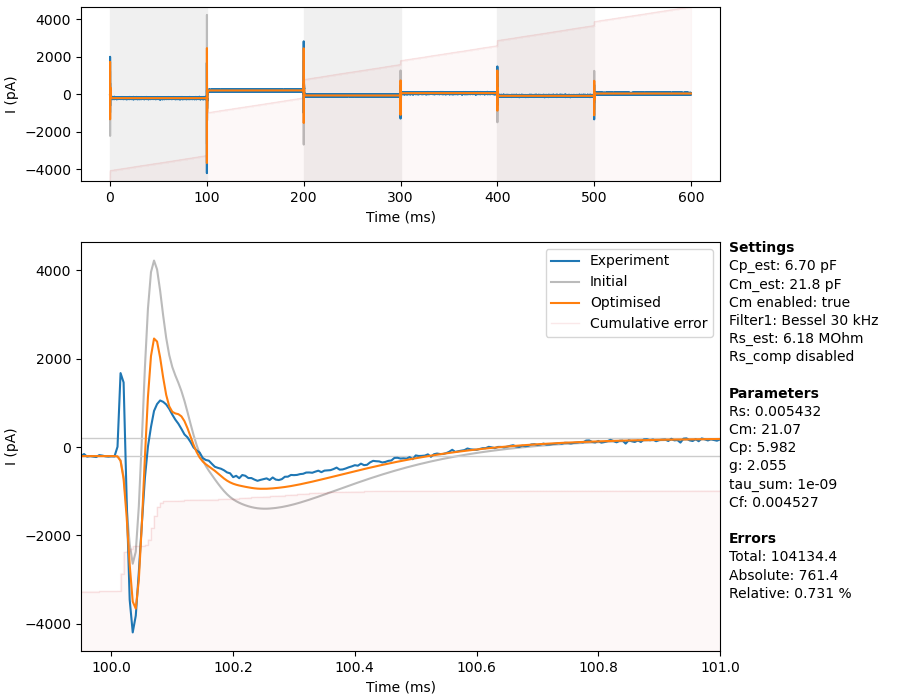 4000
2000
0
−2000
−4000
I (pA)
0 100 200 300 400 500 600
Time (ms)
4000
2000
0
−2000
−4000
I (pA)
Experiment
Initial
Optimised
Cumulative error
100.0 100.2 100.4 100.6 100.8 101.0
Time (ms)
Settings
Cp_est: 6.70 pF
Cm_est: 21.8 pF
Cm enabled: true
Filter1: Bessel 30 kHz
Rs_est: 6.18 MOhm
Rs_comp disabled
Parameters
Rs: 0.005432
Cm: 21.07
Cp: 5.982
g: 2.055
tau_sum: 1e-09
Cf: 0.004527
Errors
Total: 104134.4
Absolute: 761.4
Relative: 0.731 %